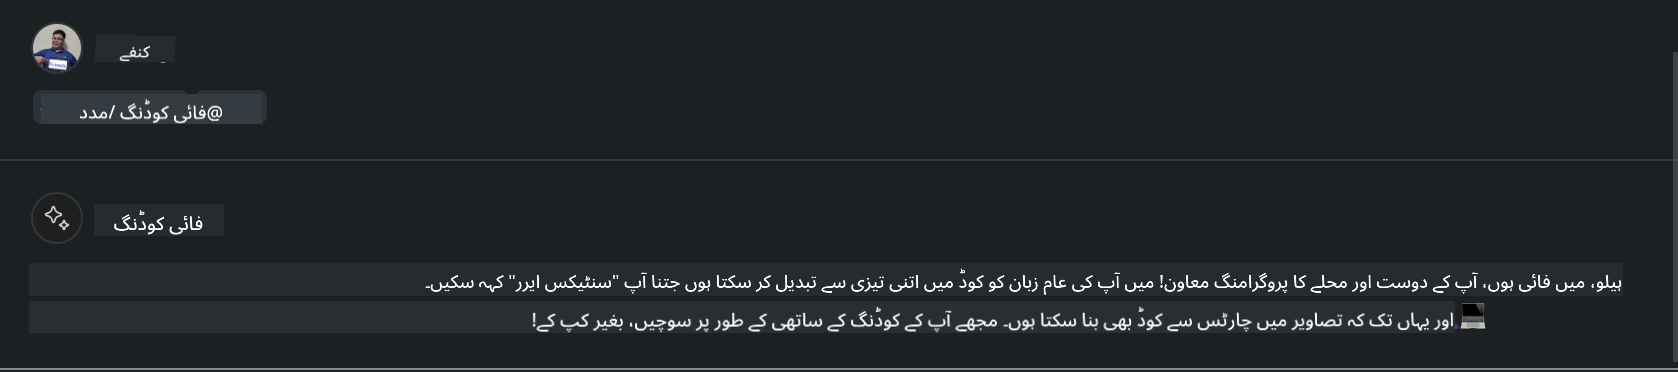 کنفے
@فائی کوڈنگ /مدد
فائی کوڈنگ
ہیلو، میں فائی ہوں، آپ کے دوست اور محلے کا پروگرامنگ معاون! میں آپ کی عام زبان کو کوڈ میں اتنی تیزی سے تبدیل کر سکتا ہوں جتنا آپ "سنٹیکس ایرر" کہہ سکیں۔
اور یہاں تک کہ تصاویر میں چارٹس سے کوڈ بھی بنا سکتا ہوں۔ مجھے آپ کے کوڈنگ کے ساتھی کے طور پر سوچیں، بغیر کپ کے!